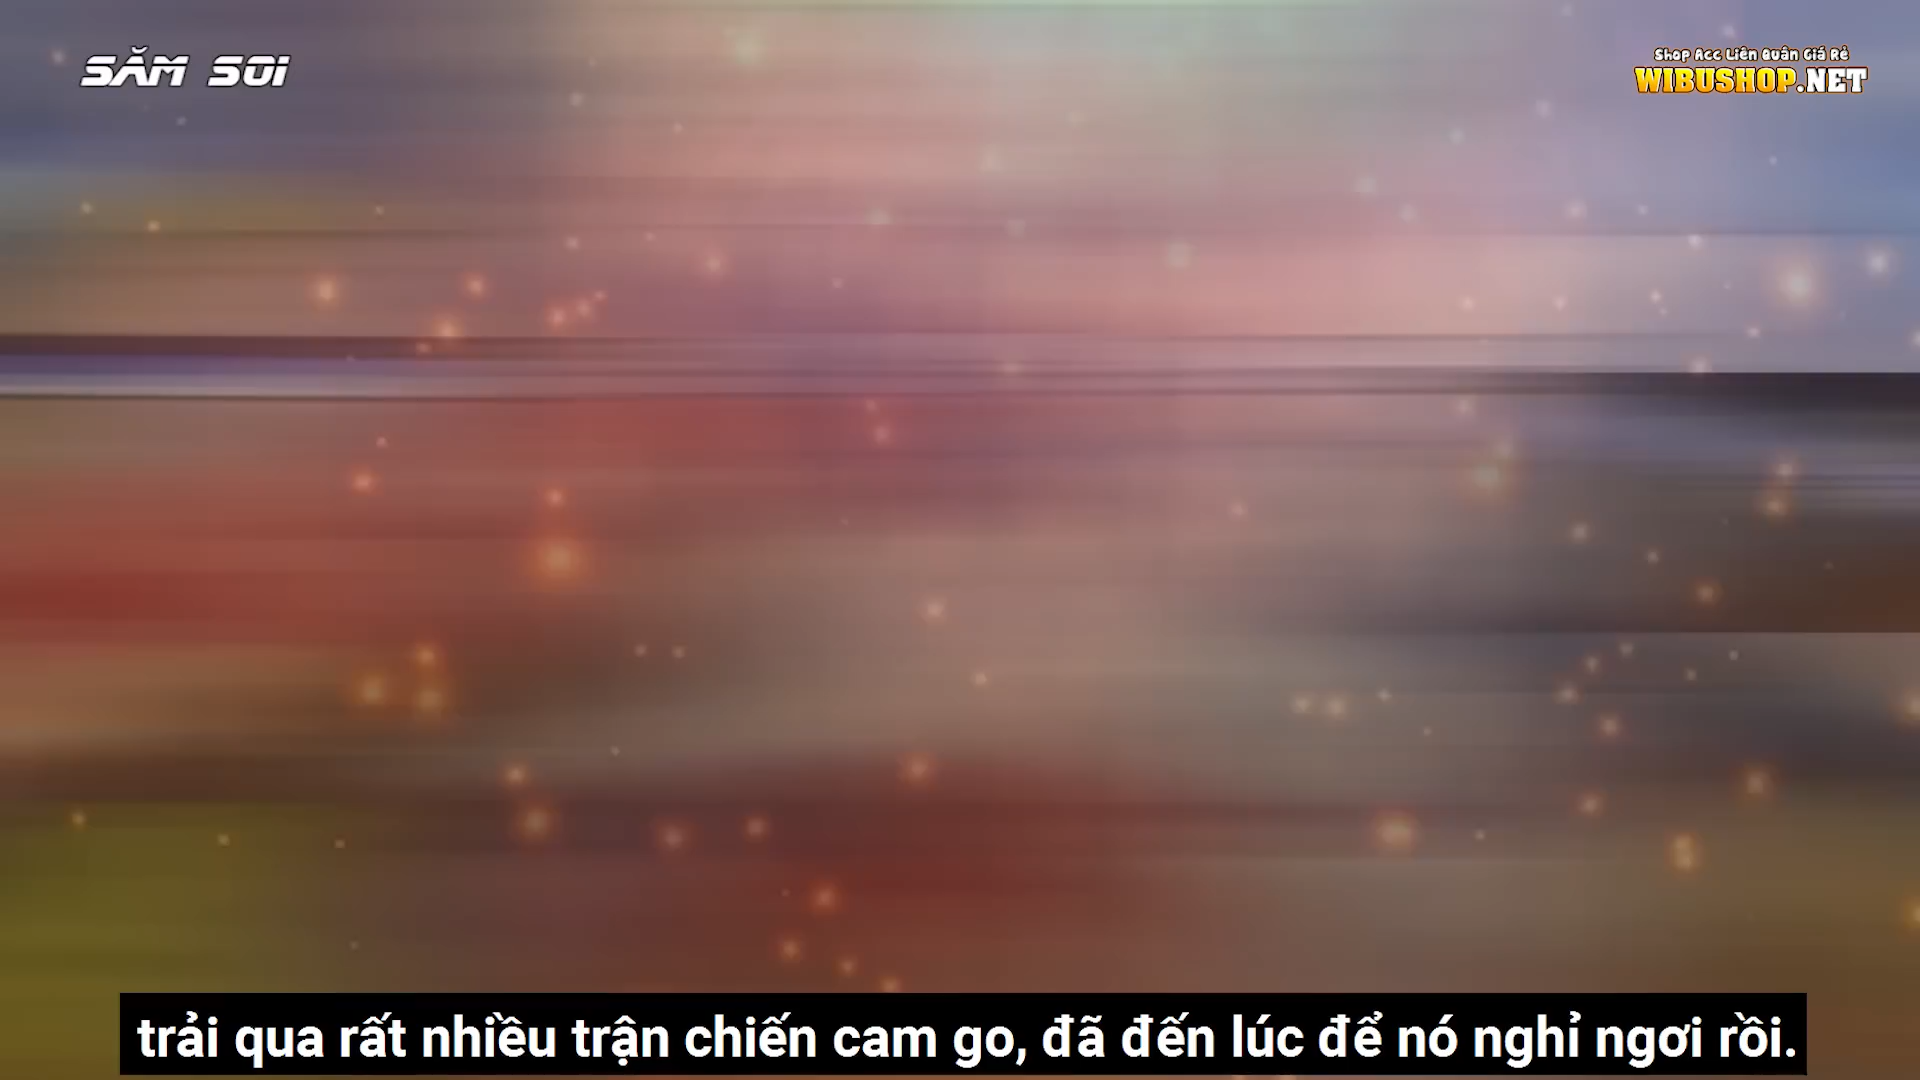 SĂM SOI
Shop Acc Liên Quân Giá Rẻ
WIBUSHOP.NET
trải qua rất nhiều trận chiến cam go, đã đến lúc để nó nghỉ ngơi rồi.